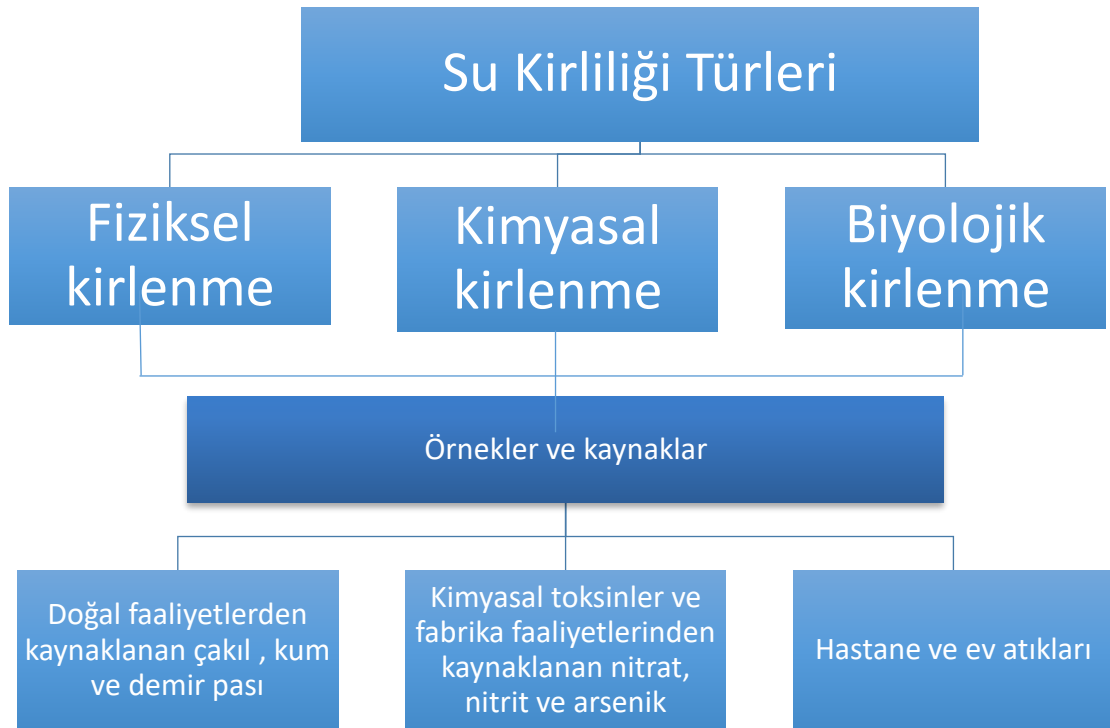 Su Kirliliği Türleri
Fiziksel
kirlenme
Kimyasal
kirlenme
Biyolojik
kirlenme
Örnekler ve kaynaklar
Doğal faaliyetlerden
kaynaklanan çakıl , kum
ve demir pası
Kimyasal toksinler ve
fabrika faaliyetlerinden
kaynaklanan nitrat,
nitrit ve arsenik
Hastane ve ev atıkları